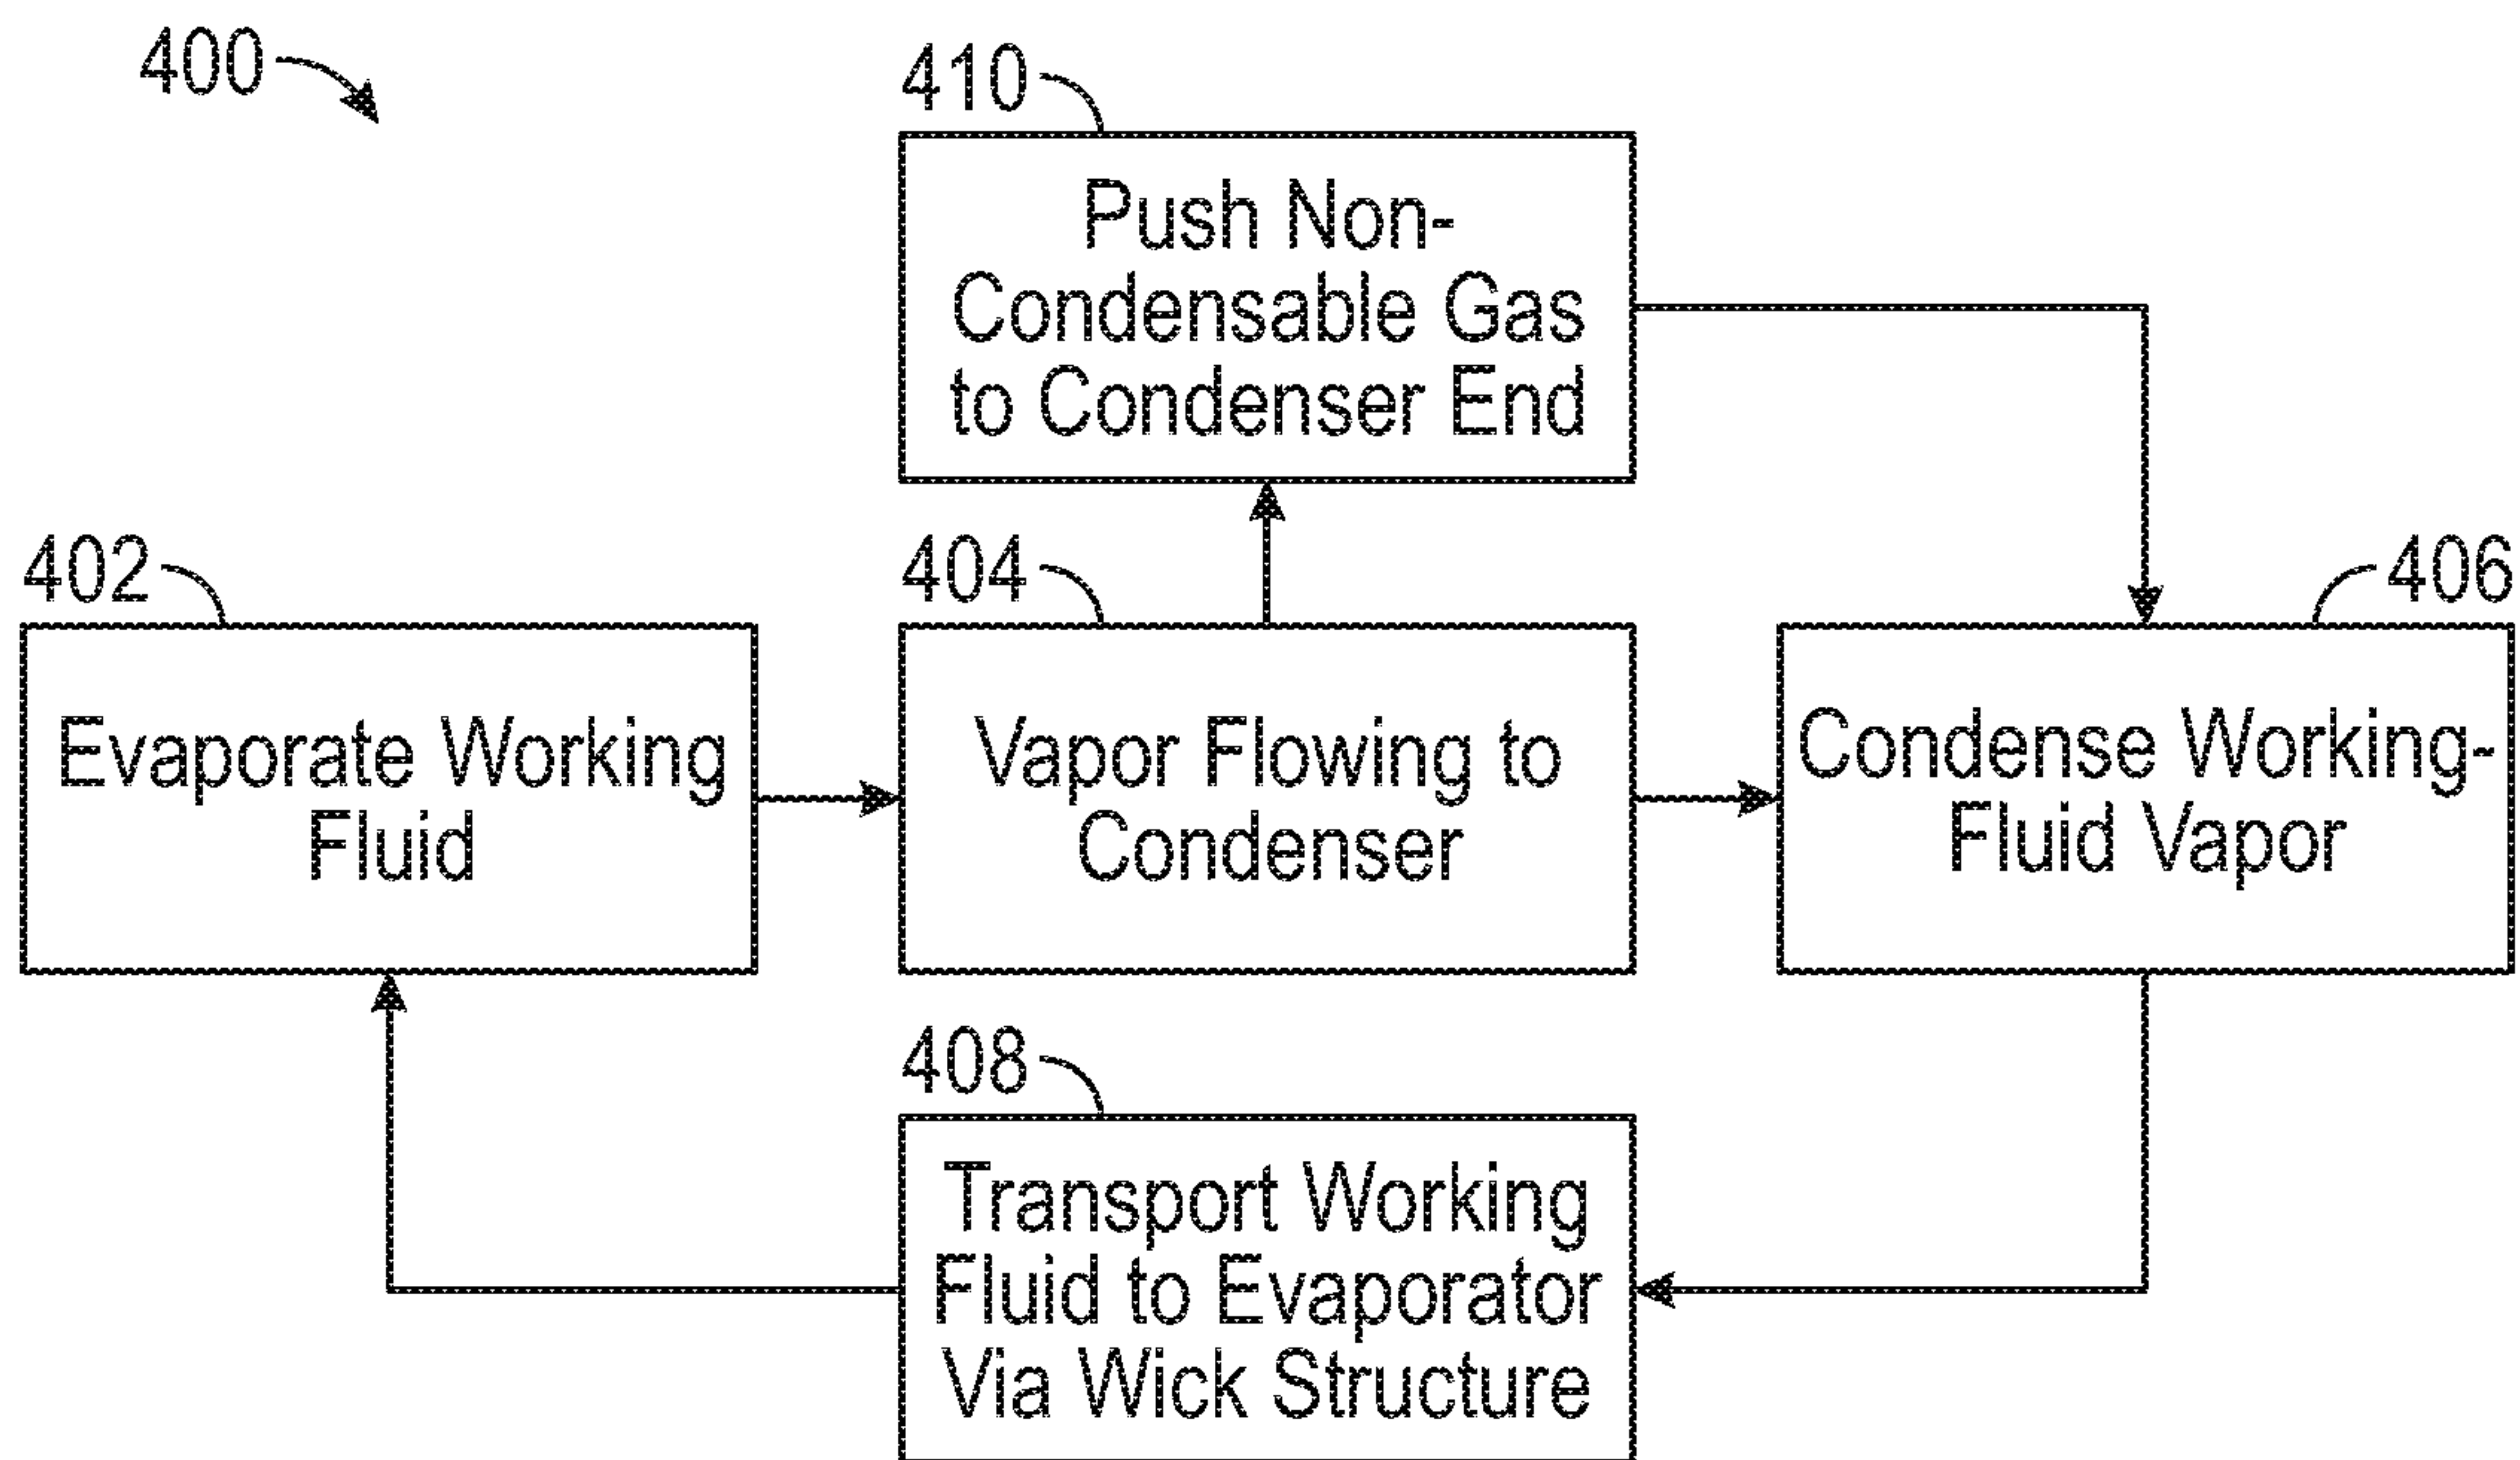 400
410
Push Non-
Condensable Gas
to Condenser End
402
Evaporate Working
Fluid
404
Vapor Flowing to
Condenser
406
Condense Working-
Fluid Vapor
408
Transport Working
Fluid to Evaporator
Via Wick Structure